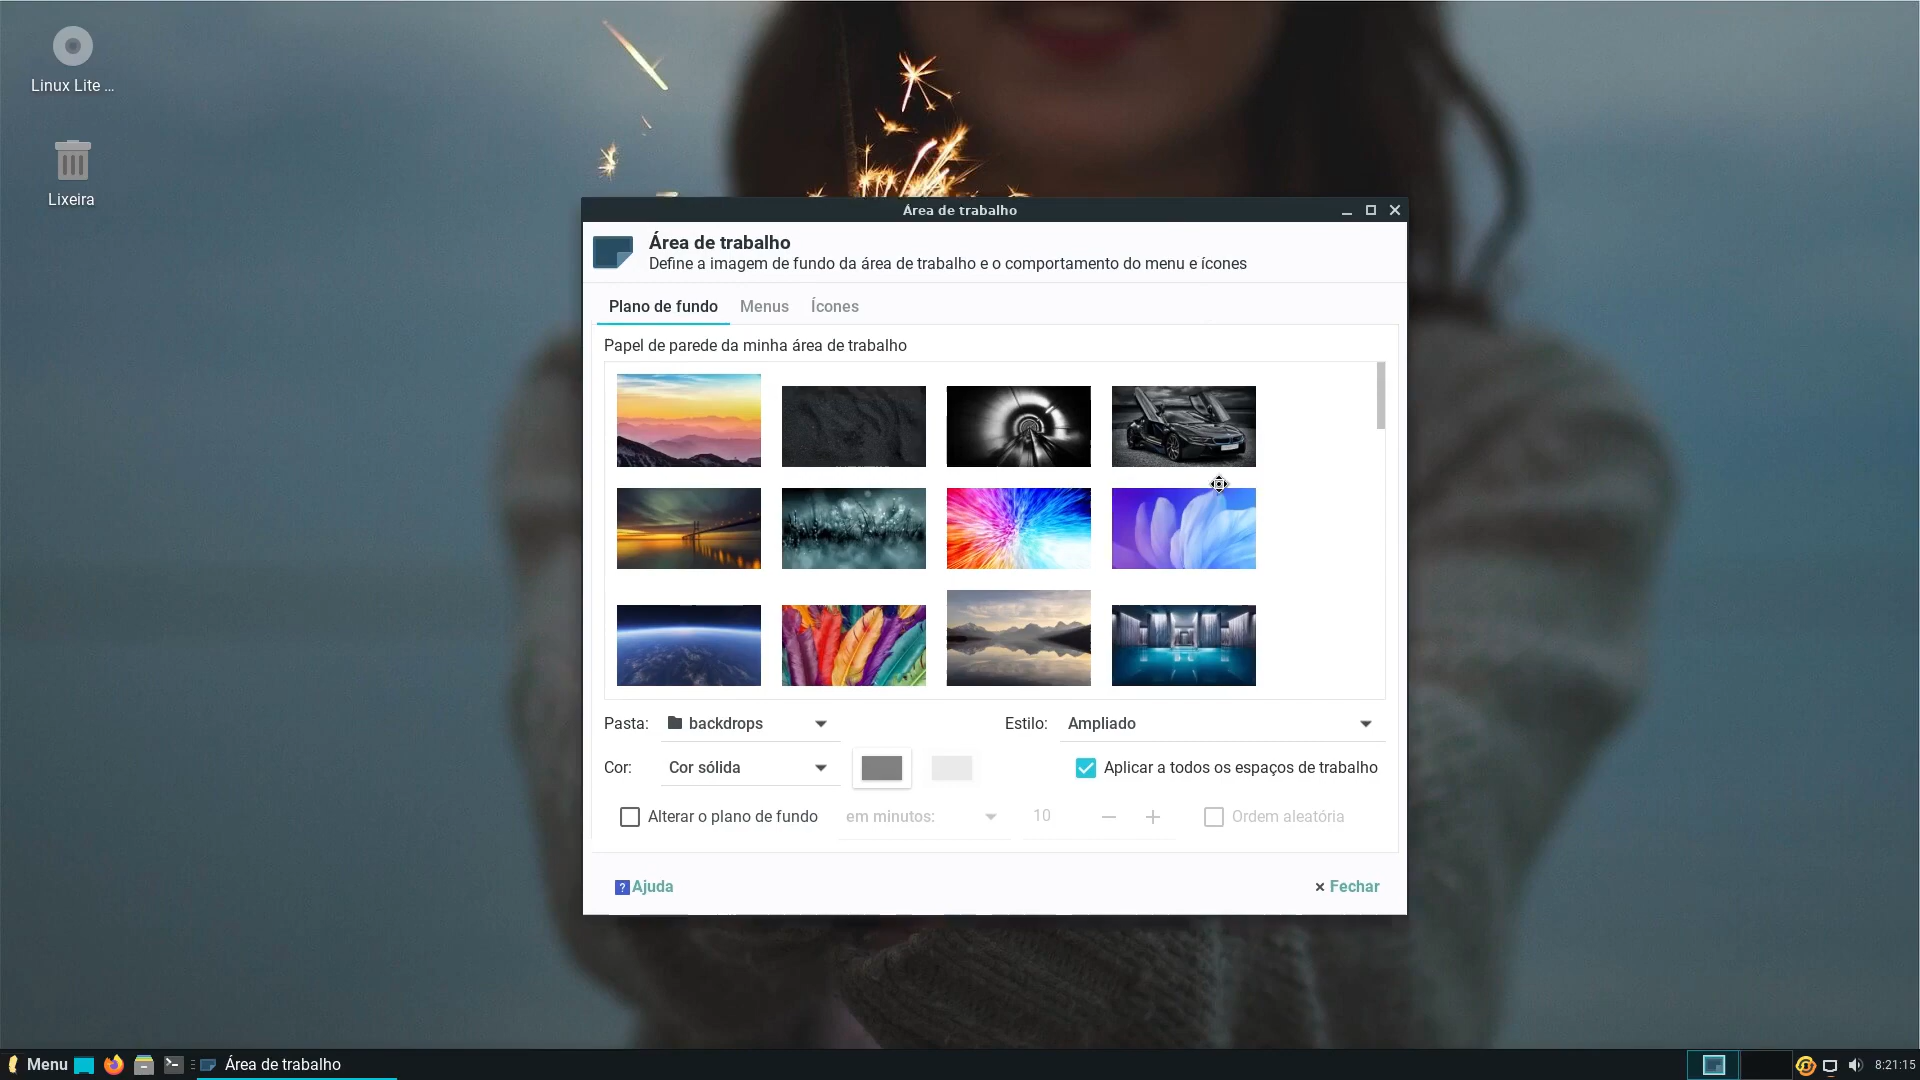 Linux Lite ...
Lixeira
Área de trabalho
Área de trabalho
Define a imagem de fundo da área de trabalho e o comportamento do menu e ícones
Plano de fundo Menus Ícones
Papel de parede da minha área de trabalho
Pasta: backdrops Estilo: Ampliado
Cor: Cor sólida Aplicar a todos os espaços de trabalho
Alterar o plano de fundo em minutos: 10 Ordem aleatória
? Ajuda × Fechar
Menu Área de trabalho 8:21:15